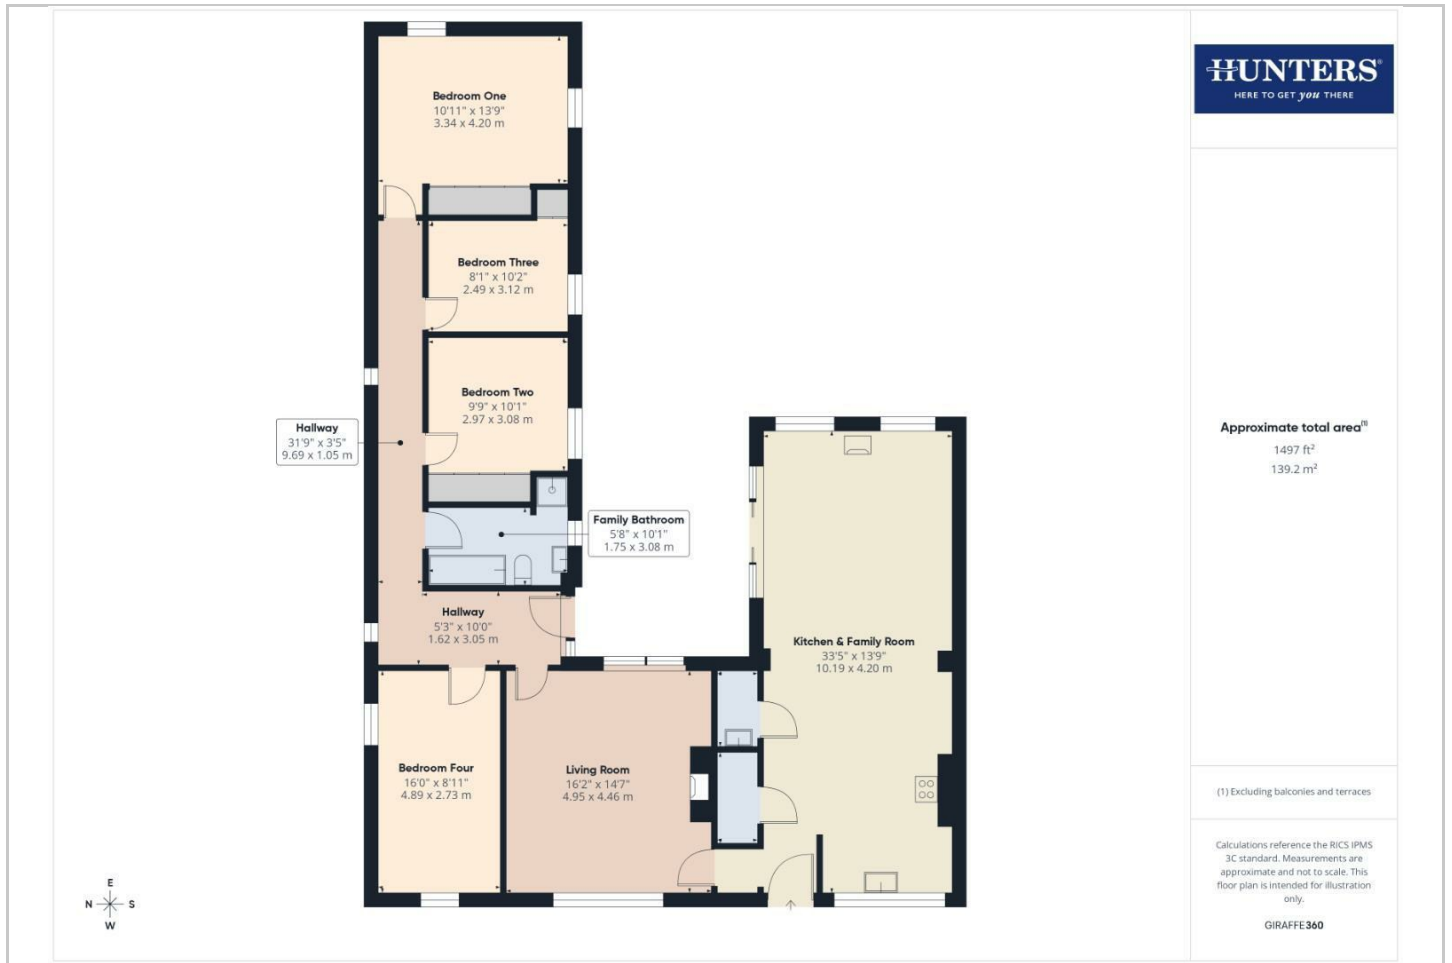 Bedroom One
10'11" x 13'9"
3.34 x 4.20 m
Bedroom Three
8'1" x 10'2"
2.49 x 3.12 m
Bedroom Two
9'9" x 10'1"
2.97 x 3.08 m
Hallway
31'9" x 3'5"
9.69 x 1.05 m
Family Bathroom
5'8" x 10'1"
1.75 x 3.08 m
Hallway
5'3" x 10'0"
1.62 x 3.05 m
Kitchen & Family Room
33'5" x 13'9"
10.19 x 4.20 m
Bedroom Four
16'0" x 8'11"
4.89 x 2.73 m
Living Room
16'2" x 14'7"
4.95 x 4.46 m
E
N S
W
HUNTERS®
HERE TO GET you THERE
Approximate total area(1)
1497 ft²
139.2 m²
(1) Excluding balconies and terraces
Calculations reference the RICS IPMS
3C standard. Measurements are
approximate and not to scale. This
floor plan is intended for illustration
only.
GIRAFFE360